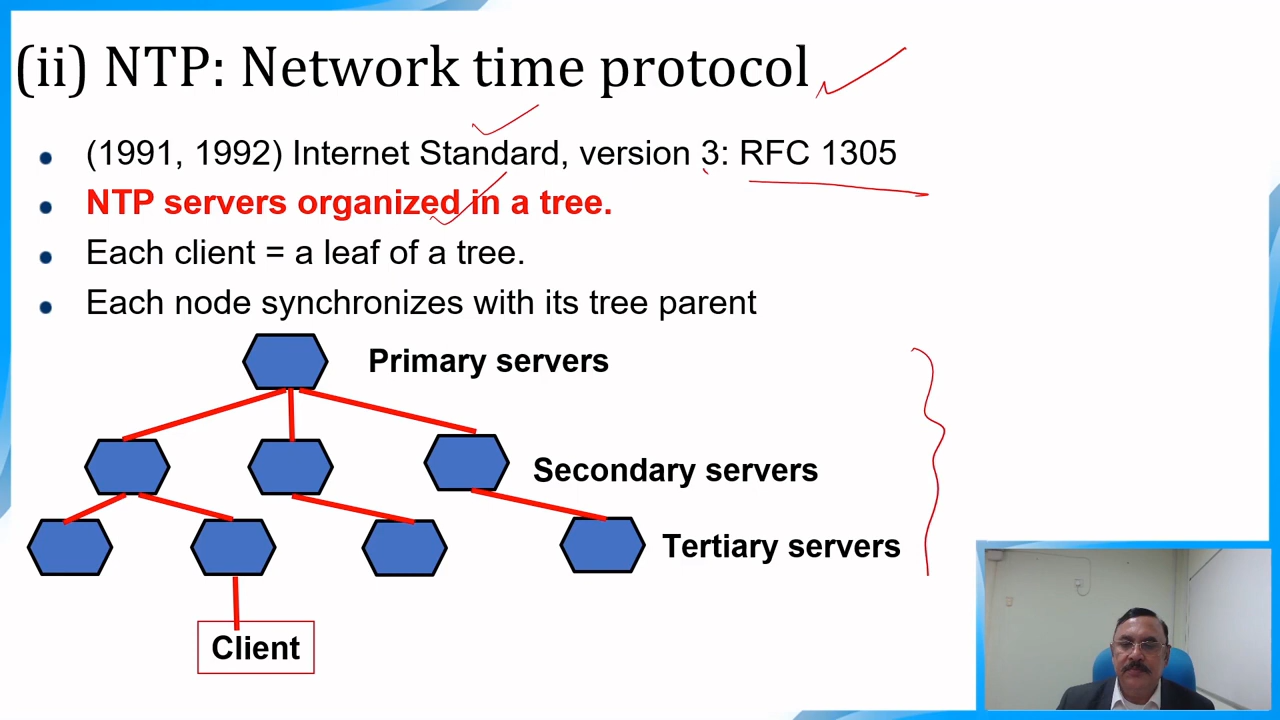 (ii) NTP: Network time protocol
(1991, 1992) Internet Standard, version 3: RFC 1305
NTP servers organized in a tree.
Each client = a leaf of a tree.
Each node synchronizes with its tree parent
Primary servers
Secondary servers
Tertiary servers
Client